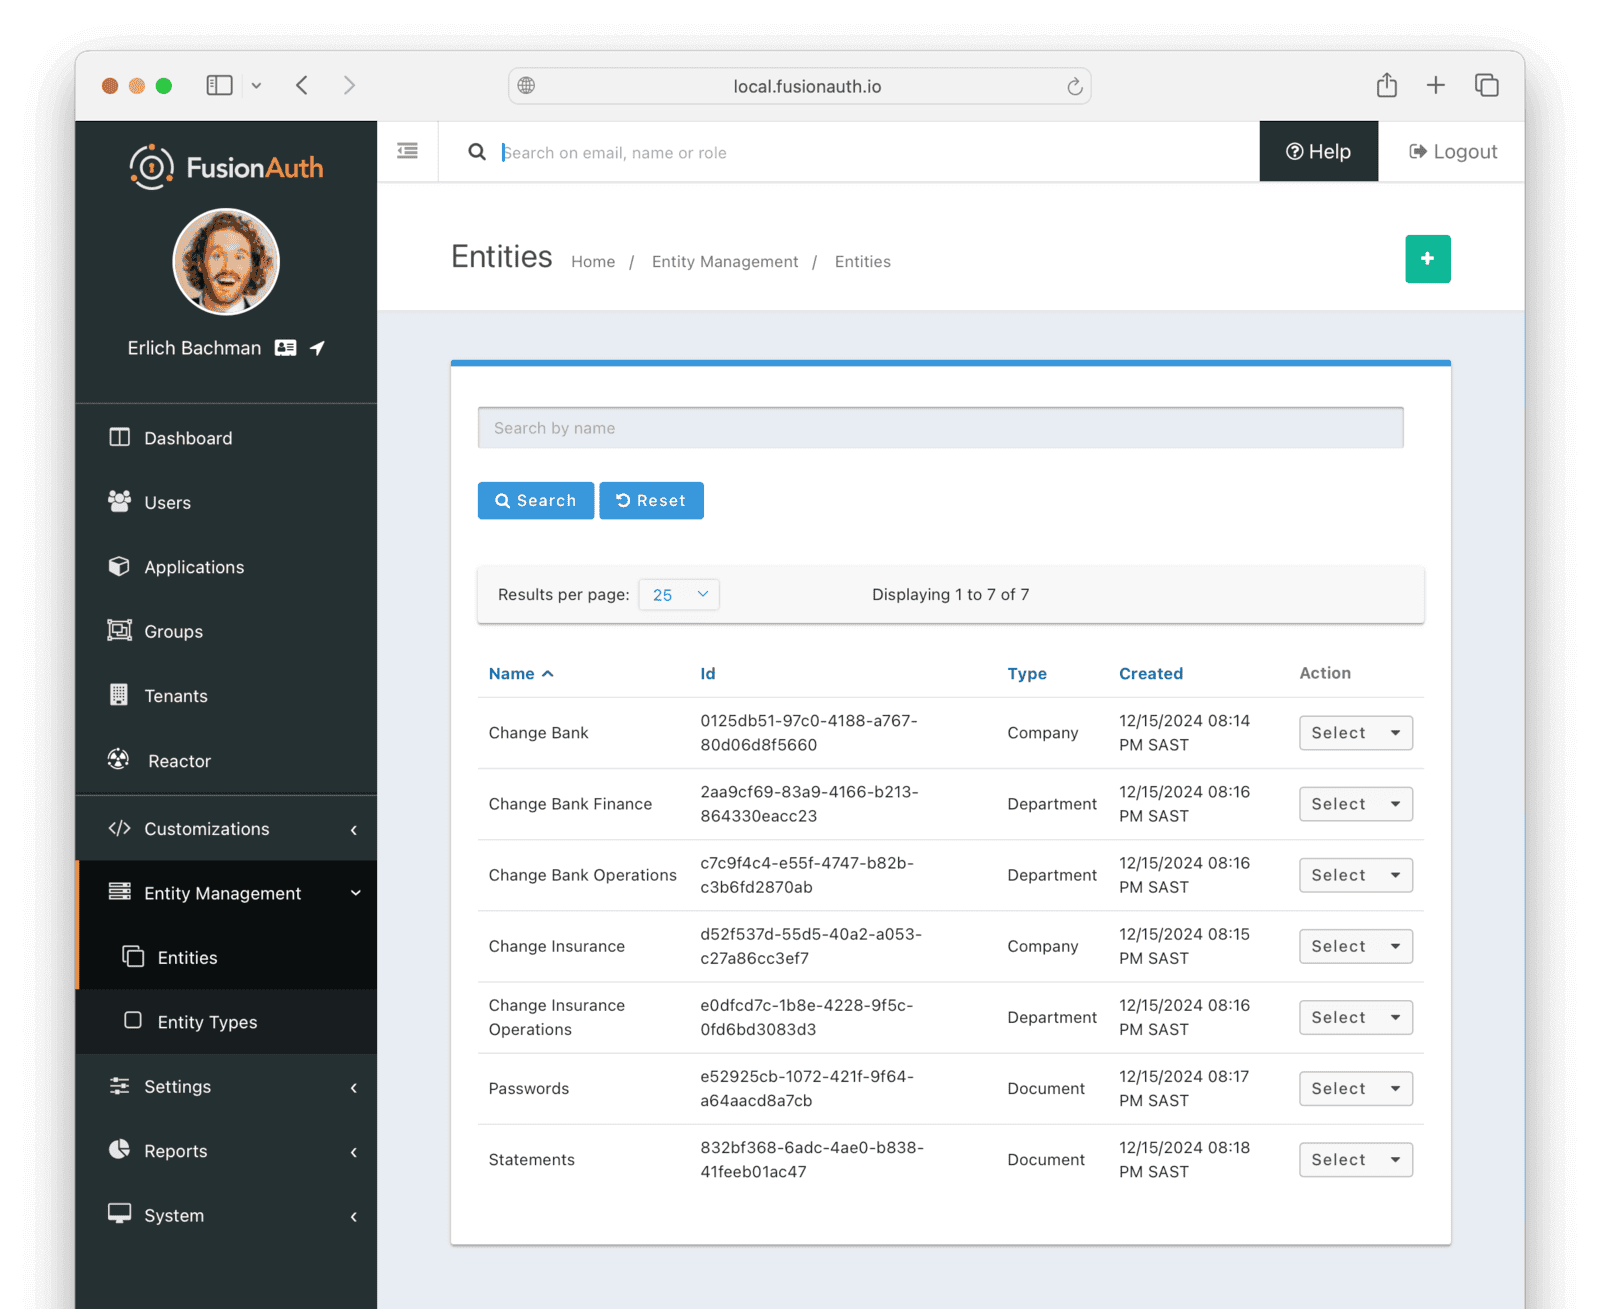 local.fusionauth.io
FusionAuth
Search on email, name or role
Help
Logout
Erlich Bachman
Entities
Home / Entity Management / Entities
Dashboard
Users
Applications
Groups
Tenants
Reactor
Customizations
Entity Management
Entities
Entity Types
Settings
Reports
System
Search by name
Search
Reset
Results per page: 25
Displaying 1 to 7 of 7
Name Id Type Created Action
Change Bank
0125db51-97c0-4188-a767-
80d06d8f5660
Company
12/15/2024 08:14
PM SAST
Select
Change Bank Finance
2aa9cf69-83a9-4166-b213-
864330eacc23
Department
12/15/2024 08:16
PM SAST
Select
Change Bank Operations
c7c9f4c4-e55f-4747-b82b-
c3b6fd2870ab
Department
12/15/2024 08:16
PM SAST
Select
Change Insurance
d52f537d-55d5-40a2-a053-
c27a86cc3ef7
Company
12/15/2024 08:15
PM SAST
Select
Change Insurance
Operations
e0dfcd7c-1b8e-4228-9f5c-
0fd6bd3083d3
Department
12/15/2024 08:16
PM SAST
Select
Passwords
e52925cb-1072-421f-9f64-
a64aacd8a7cb
Document
12/15/2024 08:17
PM SAST
Select
Statements
832bf368-6adc-4ae0-b838-
41feeb01ac47
Document
12/15/2024 08:18
PM SAST
Select